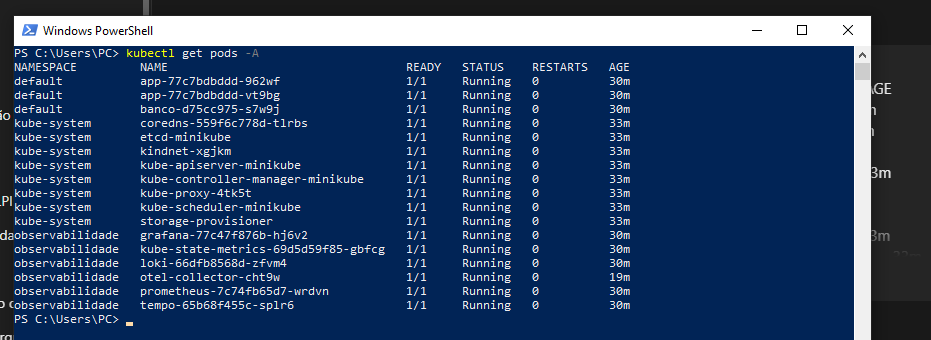 Windows PowerShell
PS C:\Users\PC> kubectl get pods -A
NAMESPACE NAME READY STATUS RESTARTS AGE
default app-77c7bdbddd-962wf 1/1 Running 0 30m
default app-77c7bdbddd-vt9bg 1/1 Running 0 30m
default banco-d75cc975-s7w9j 1/1 Running 0 30m
kube-system coredns-559f6c778d-tlrbs 1/1 Running 0 33m
kube-system etcd-minikube 1/1 Running 0 33m
kube-system kindnet-xgjkm 1/1 Running 0 33m
kube-system kube-apiserver-minikube 1/1 Running 0 33m
kube-system kube-controller-manager-minikube 1/1 Running 0 33m
kube-system kube-proxy-4tk5t 1/1 Running 0 33m
kube-system kube-scheduler-minikube 1/1 Running 0 33m
kube-system storage-provisioner 1/1 Running 0 33m
observabilidade grafana-77c47f876b-hj6v2 1/1 Running 0 30m
observabilidade kube-state-metrics-69d5d59f85-gbfcg 1/1 Running 0 30m
observabilidade loki-66dfb8568d-zfvm4 1/1 Running 0 30m
observabilidade otel-collector-cht9w 1/1 Running 0 19m
observabilidade prometheus-7c74fb65d7-wrdvn 1/1 Running 0 30m
observabilidade tempo-65b68f455c-splr6 1/1 Running 0 30m
PS C:\Users\PC>